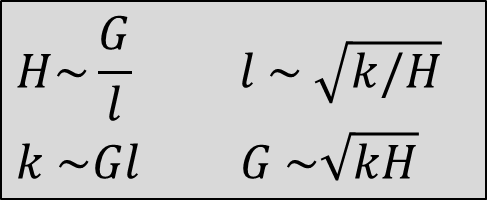 H~G/l    l ~ √(k/H)
k ~Gl    G ~√(kH)